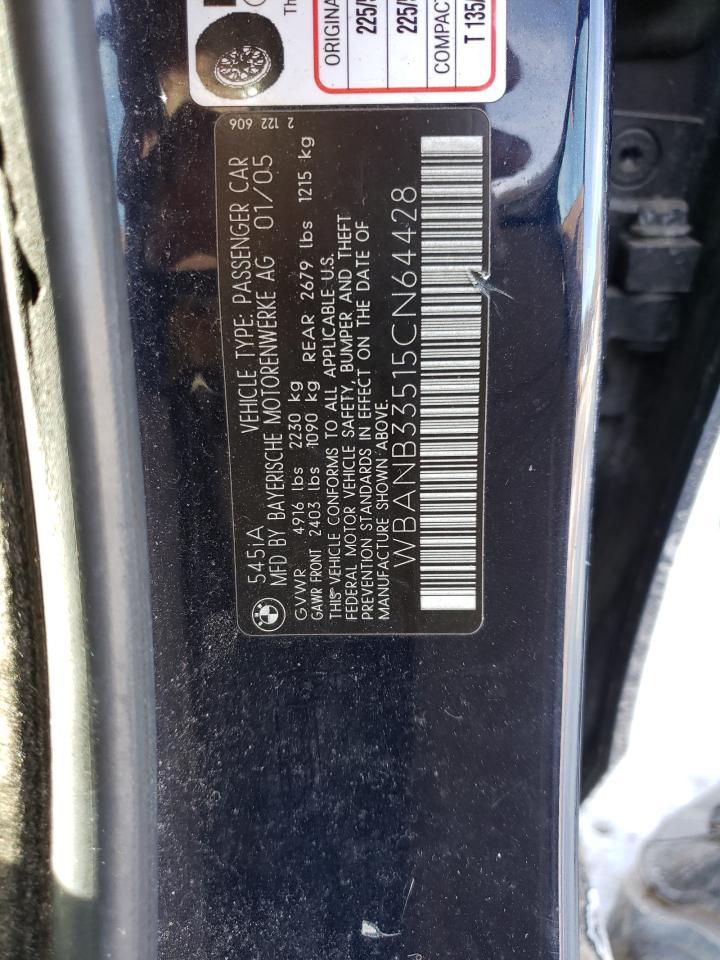 Th
ORIGINA
225/
225/
COMPACT
T 135/
2 122 606
5451A
VEHICLE TYPE: PASSENGER CAR
MFD BY BAYERISCHE MOTORENWERKE AG 01/05
GVWR 4916 lbs 2230 kg
GAWR FRONT 2403 lbs 1090 kg REAR 2679 lbs 1215 kg
THIS VEHICLE CONFORMS TO ALL APPLICABLE U.S.
FEDERAL MOTOR VEHICLE SAFETY, BUMPER AND THEFT
PREVENTION STANDARDS IN EFFECT ON THE DATE OF
MANUFACTURE SHOWN ABOVE.
WBANB33515CN64428